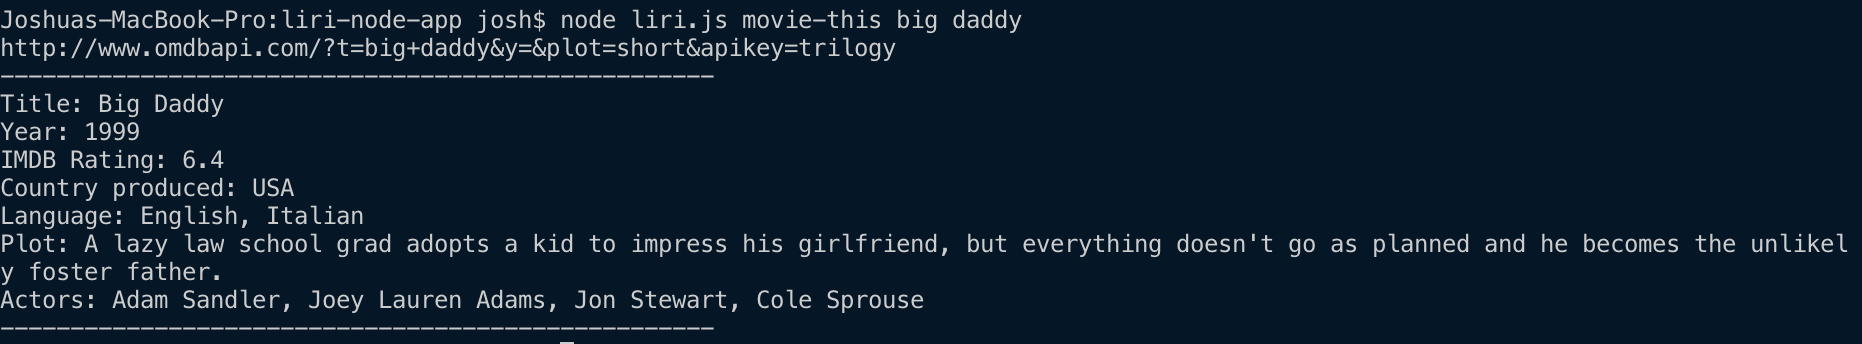 Joshuas-MacBook-Pro:liri-node-app josh$ node liri.js movie-this big daddy
http://www.omdbapi.com/?t=big+daddy&y=&plot=short&apikey=trilogy
---------------------------------------------------
Title: Big Daddy
Year: 1999
IMDB Rating: 6.4
Country produced: USA
Language: English, Italian
Plot: A lazy law school grad adopts a kid to impress his girlfriend, but everything doesn't go as planned and he becomes the unlikel
y foster father.
Actors: Adam Sandler, Joey Lauren Adams, Jon Stewart, Cole Sprouse
---------------------------------------------------